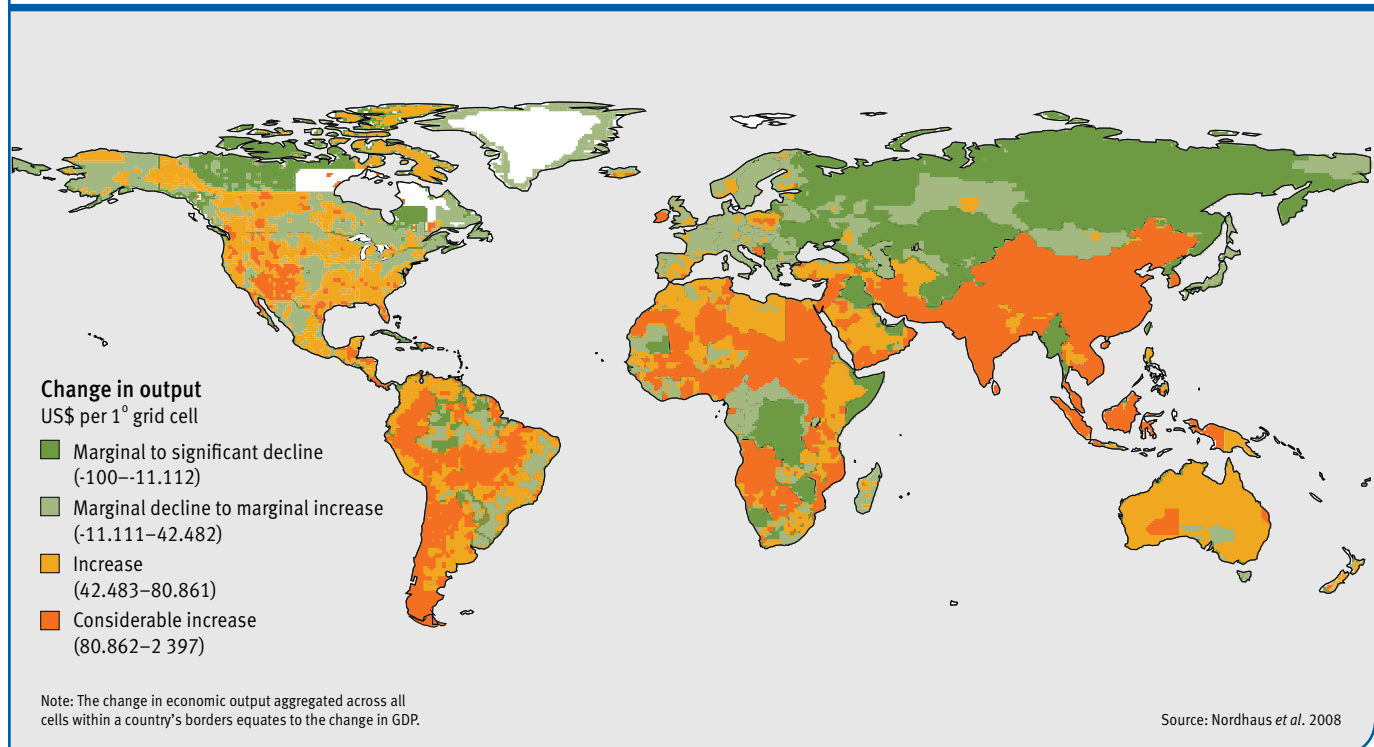 Change in output
US$ per 1⁰ grid cell
Marginal to significant decline
(-100–-11.112)
Marginal decline to marginal increase
(-11.111–42.482)
Increase
(42.483–80.861)
Considerable increase
(80.862–2 397)
Note: The change in economic output aggregated across all
cells within a country’s borders equates to the change in GDP.
Source: Nordhaus et al. 2008